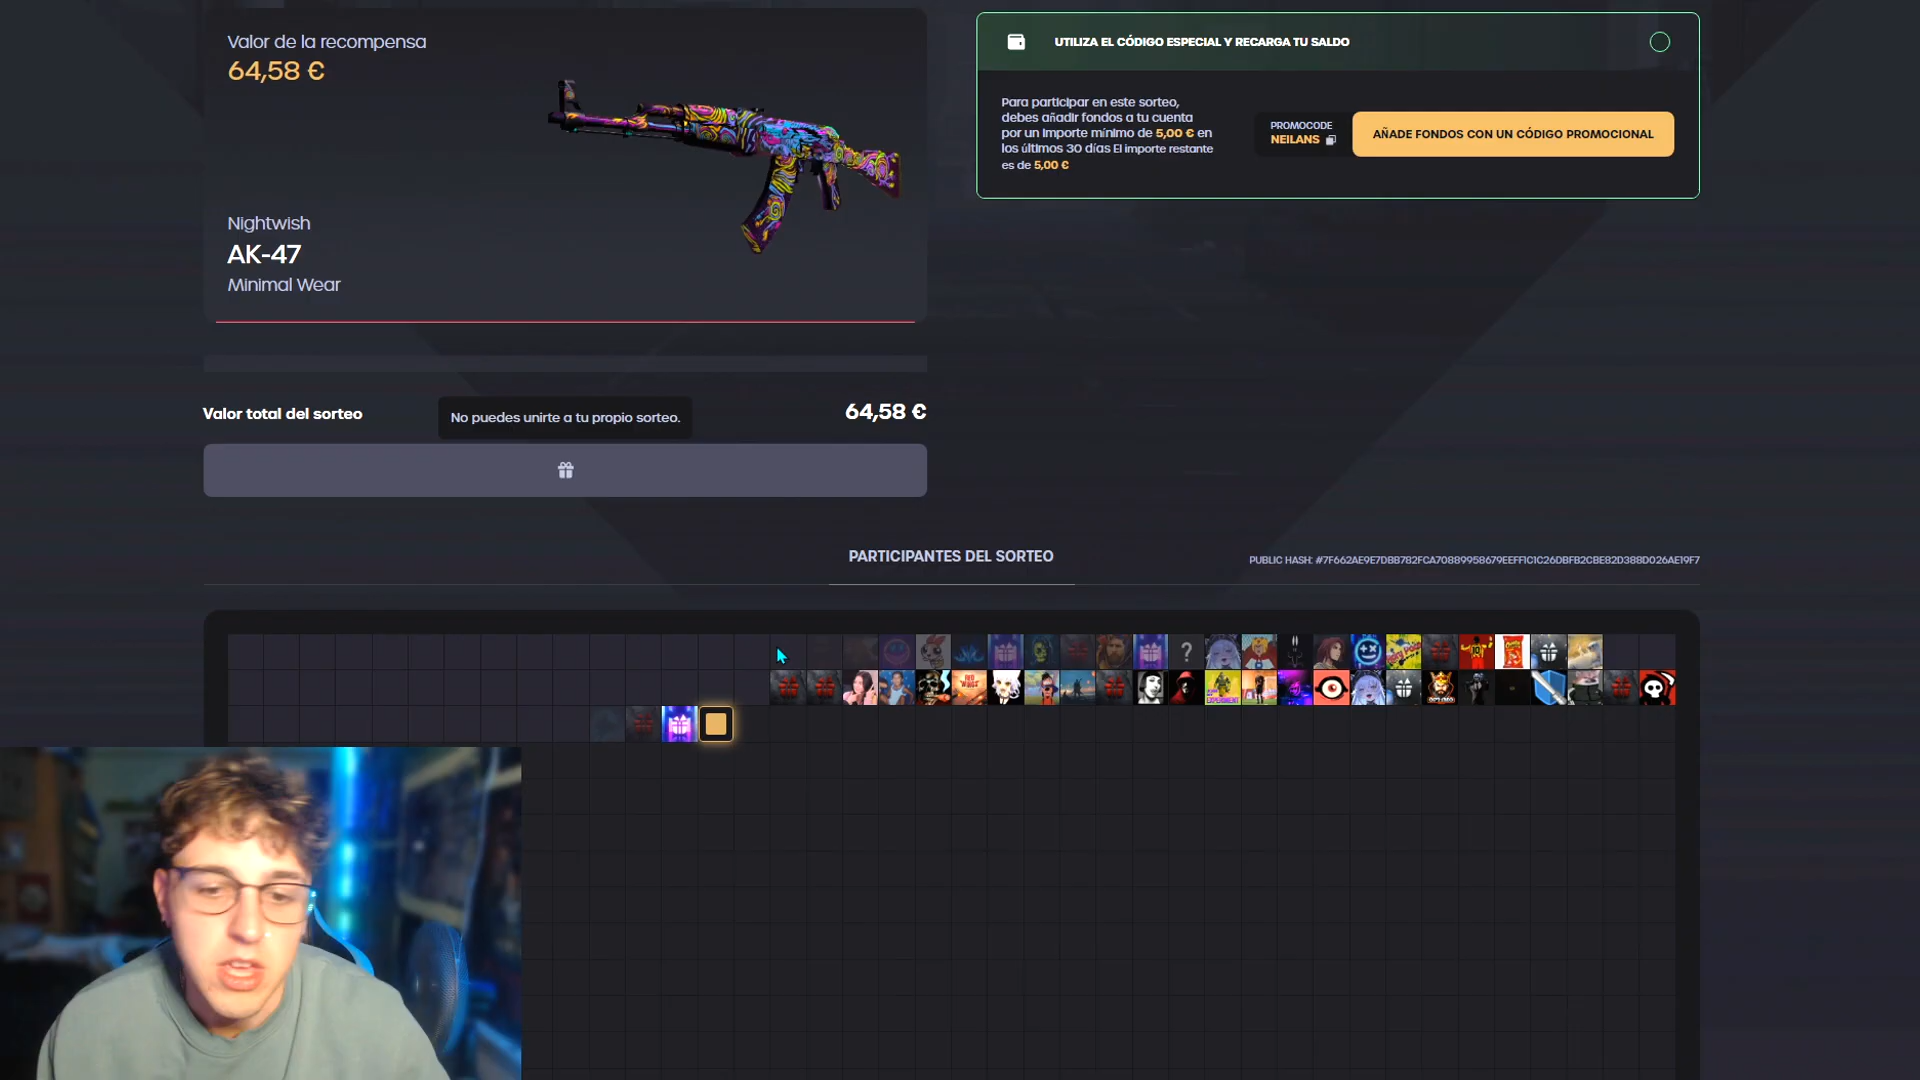 Valor de la recompensa
64,58 €
Nightwish
AK-47
Minimal Wear
UTILIZA EL CÓDIGO ESPECIAL Y RECARGA TU SALDO
Para participar en este sorteo,
debes añadir fondos a tu cuenta
por un importe mínimo de 5,00 € en
los últimos 30 días El importe restante
es de 5,00 €
PROMOCODE
NEILANS
AÑADE FONDOS CON UN CÓDIGO PROMOCIONAL
Valor total del sorteo
No puedes unirte a tu propio sorteo.
64,58 €
PARTICIPANTES DEL SORTEO
PUBLIC HASH: #7F662AE9E7DBB782FCA70889958679EEFF1C1C26DBFB2CBE82D388D026AE19F7